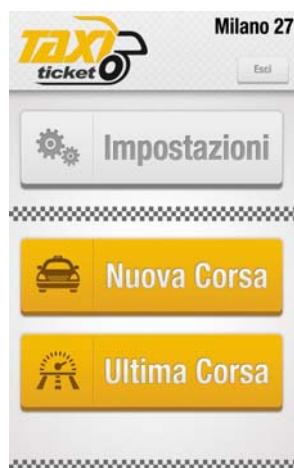 TAXI
ticket
Milano 27
Esci
Impostazioni
Nuova Corsa
Ultima Corsa